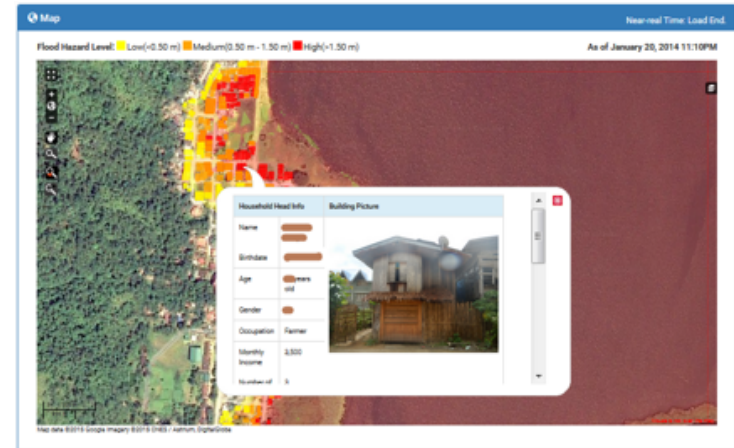 Map
Near-real Time: Load End.
Flood Hazard Level: Low(<0.50 m) Medium(0.50 m - 1.50 m) High(>1.50 m)
As of January 20, 2014 11:10PM
Household Head Info
Building Picture
Name
Birthdate
Age
years old
Gender
Occupation
Farmer
Monthly Income
3,500
Number of
3
Map data ©2015 Google Imagery ©2015 CNES / Astrium, DigitalGlobe